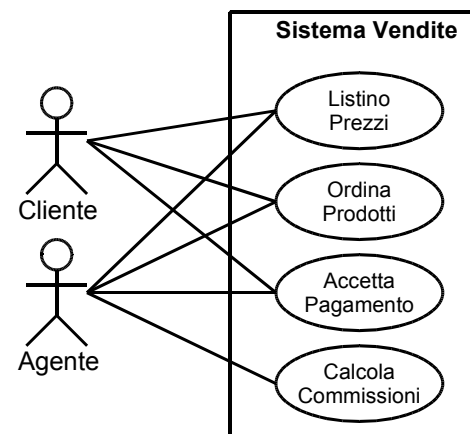 Sistema Vendite
Listino
Prezzi
Cliente
Ordina
Prodotti
Agente
Accetta
Pagamento
Calcola
Commissioni